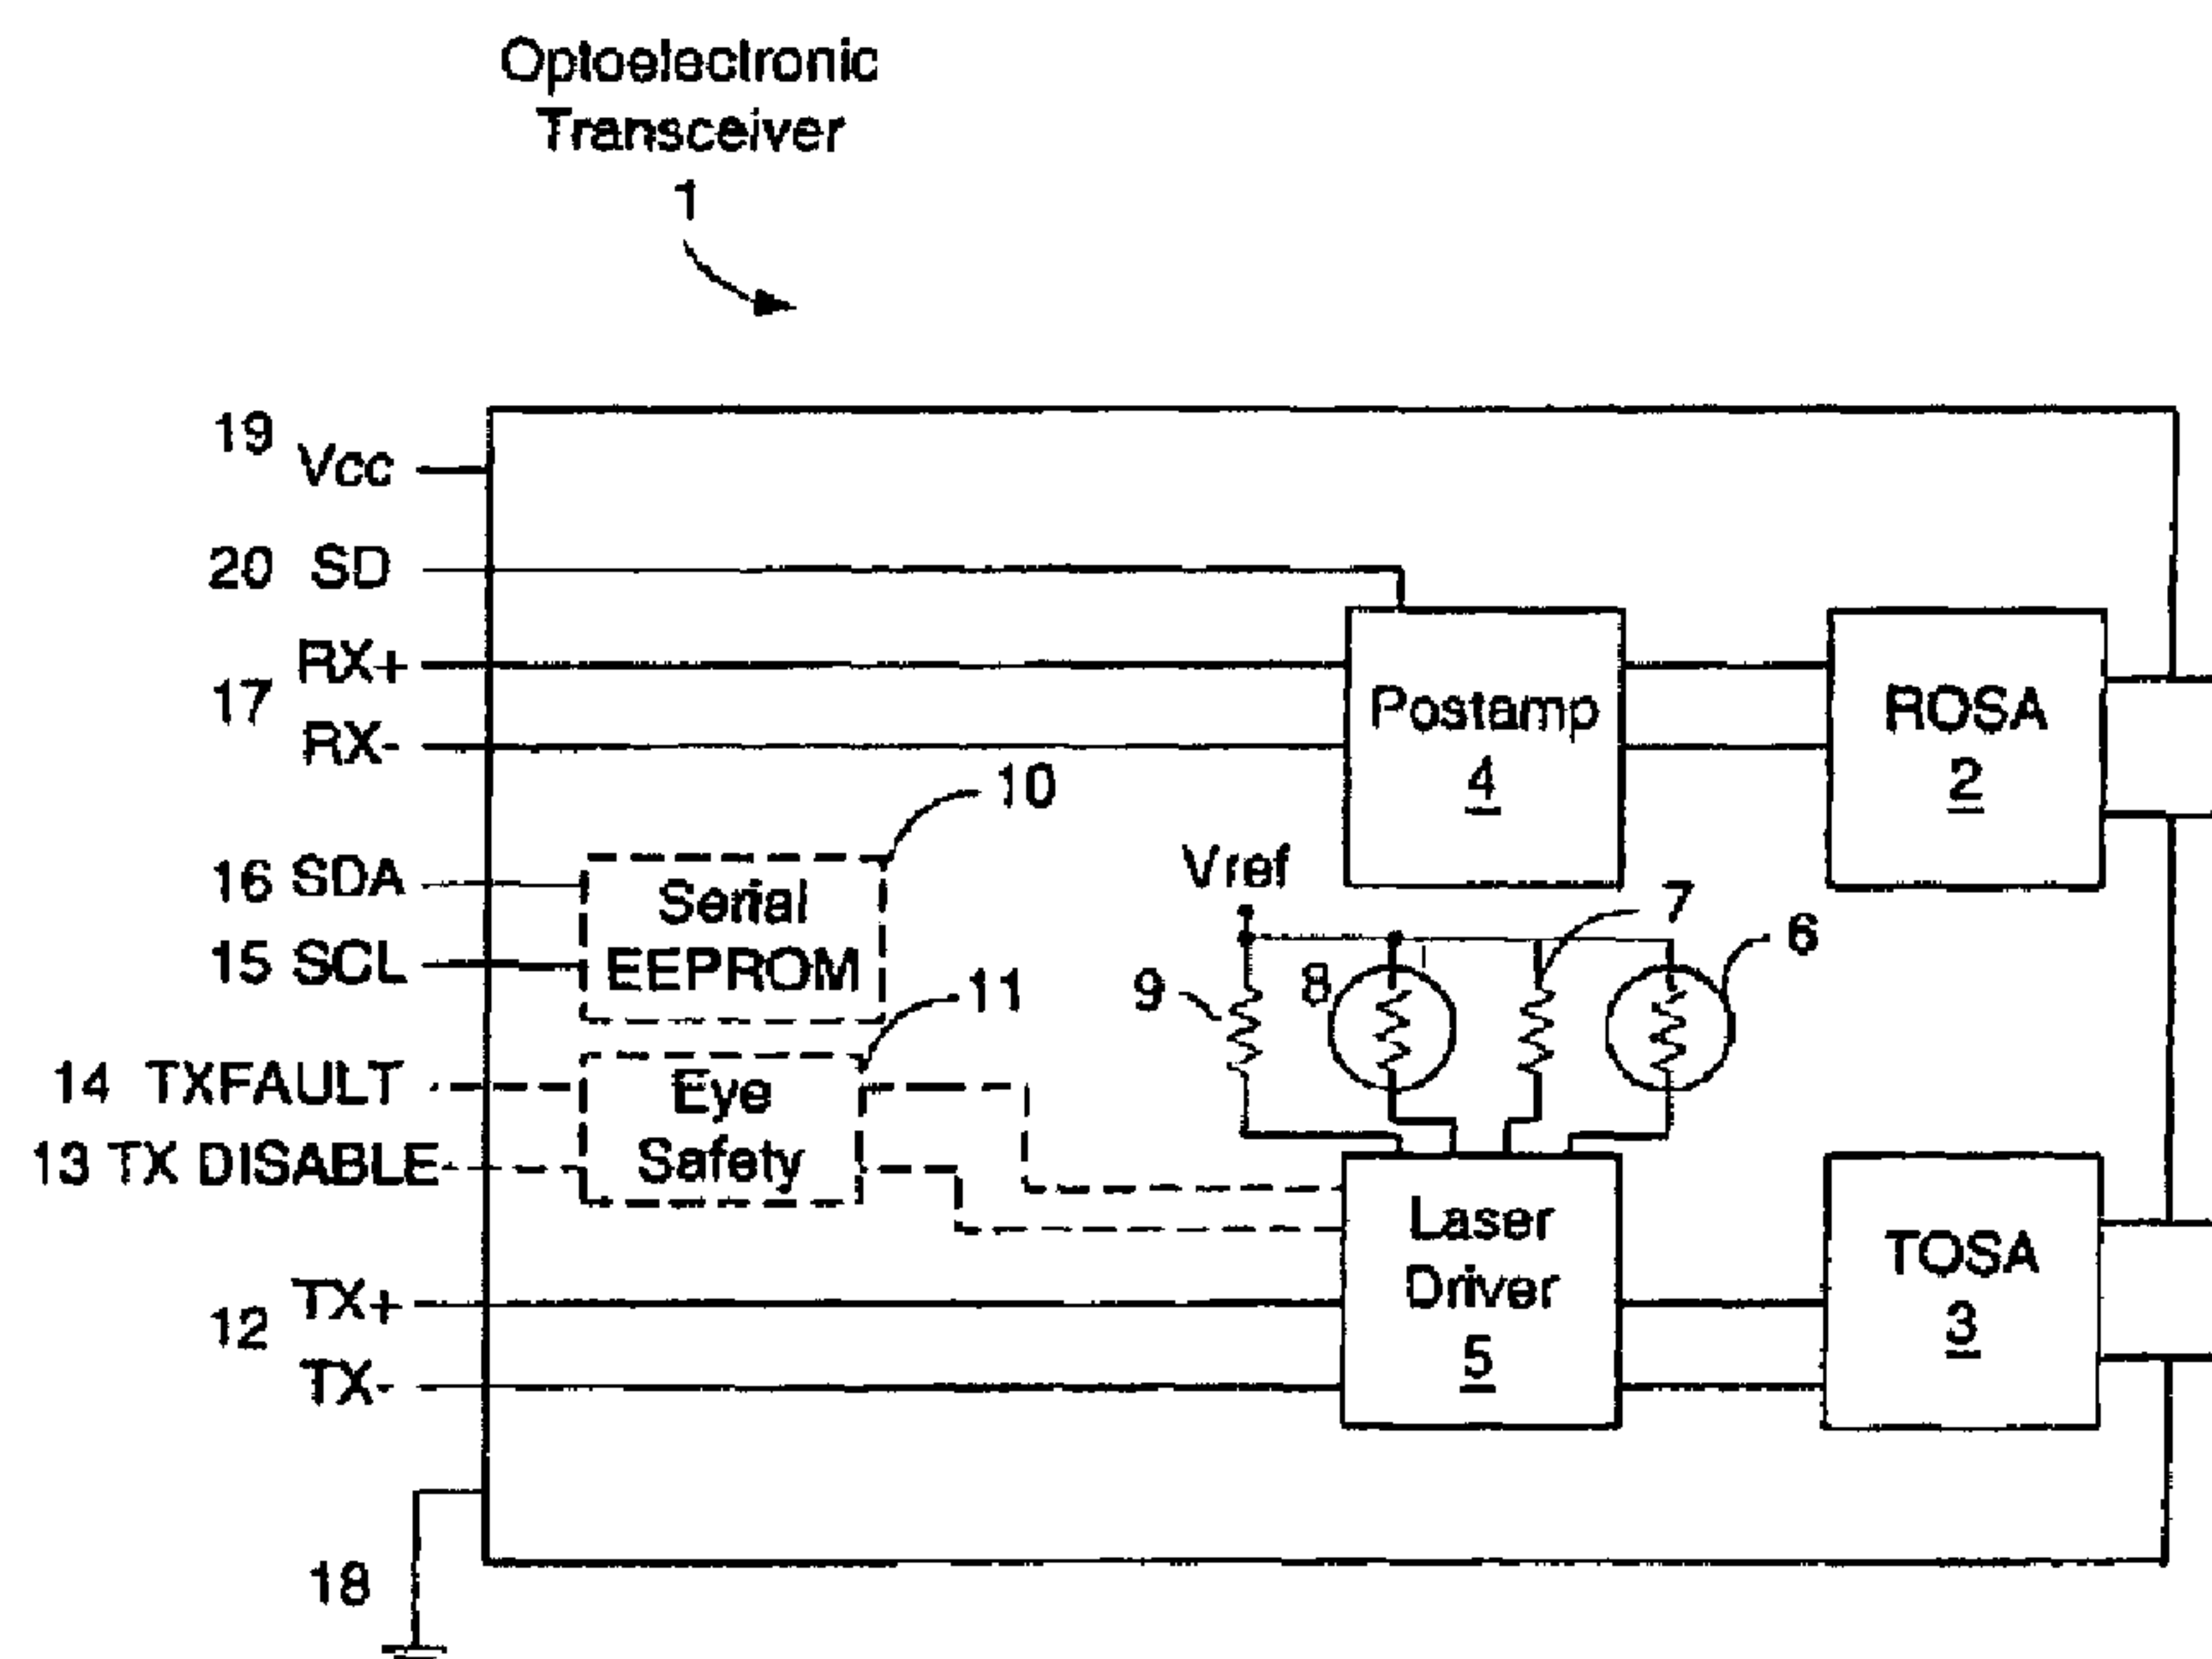 Optoelectronic
Transceiver
1
19
Vcc
20 SD
RX+
17
RX-
Postamp
4
ROSA
2
10
16 SDA
15 SCL
Serial
EEPROM
Vref
7
6
9
8
11
14 TXFAULT
13 TX DISABLE
Eye
Safety
Laser
Driver
5
TOSA
3
TX+
12
TX-
18